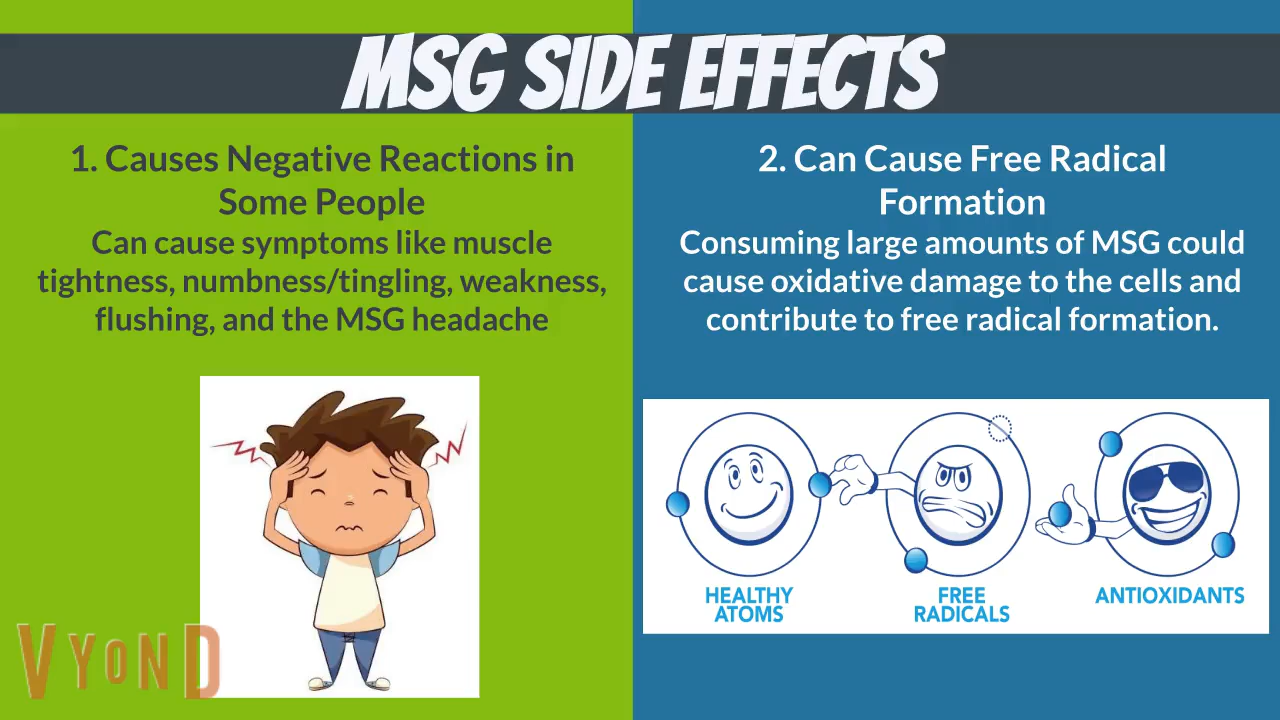 MSG SIDE EFFECTS
1. Causes Negative Reactions in
Some People
Can cause symptoms like muscle
tightness, numbness/tingling, weakness,
flushing, and the MSG headache
2. Can Cause Free Radical
Formation
Consuming large amounts of MSG could
cause oxidative damage to the cells and
contribute to free radical formation.
HEALTHY
ATOMS
FREE
RADICALS
ANTIOXIDANTS
VYOND